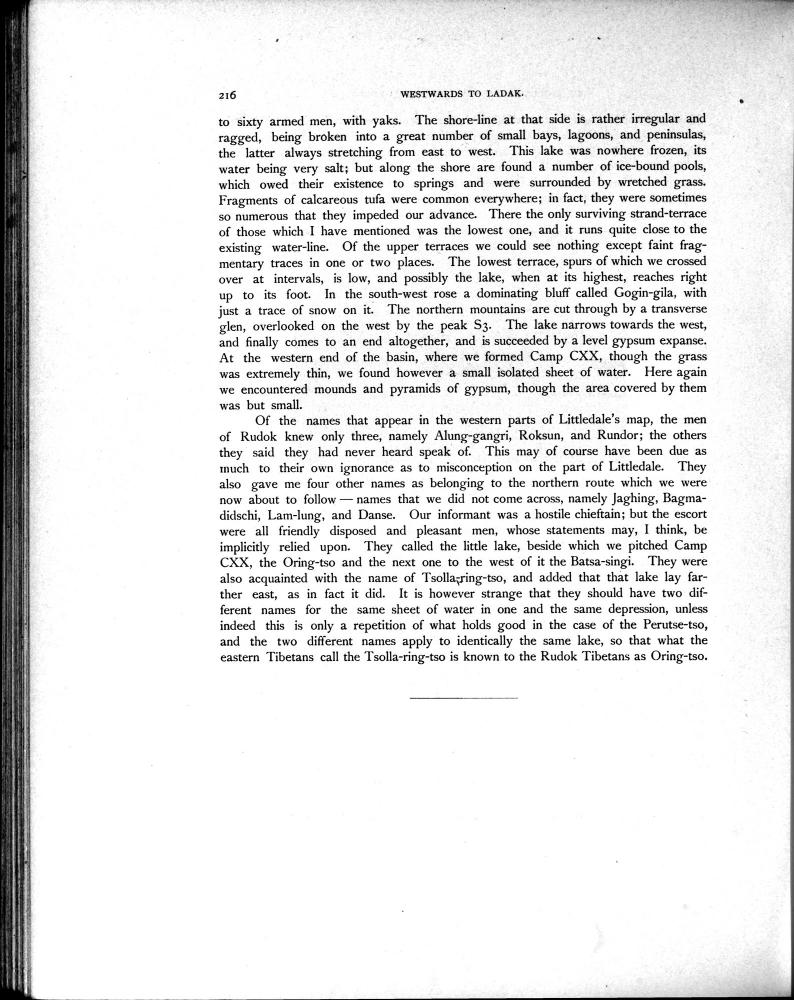 216 WESTWARDS TO LADAK.
to sixty armed men, with yaks. The shore-line at that side is rather irregular and
ragged, being broken into a great number of small bays, lagoons, and peninsulas,
the latter always stretching from east to west. This lake was nowhere frozen, its
water being very salt; but along the shore are found a number of ice-bound pools,
which owed their existence to springs and were surrounded by wretched grass.
Fragments of calcareous tufa were common everywhere; in fact, they were sometimes
so numerous that they impeded our advance. There the only surviving strand-terrace
of those which I have mentioned was the lowest one, and it runs quite close to the
existing water-line. Of the upper terraces we could see nothing except faint frag-
mentary traces in one or two places. The lowest terrace, spurs of which we crossed
over at intervals, is low, and possibly the lake, when at its highest, reaches right
up to its foot. In the south-west rose a dominating bluff called Gogin-gila, with
just a trace of snow on it. The northern mountains are cut through by a transverse
glen, overlooked on the west by the peak S3. The lake narrows towards the west,
and finally comes to an end altogether, and is succeeded by a level gypsum expanse.
At the western end of the basin, where we formed Camp CXX, though the grass
was extremely thin, we found however a small isolated sheet of water. Here again
we encountered mounds and pyramids of gypsum, though the area covered by them
was but small.
Of the names that appear in the western parts of Littledale's map, the men
of Rudok knew only three, namely Alung-gangri, Roksun, and Rundor; the others
they said they had never heard speak of. This may of course have been due as
much to their own ignorance as to misconception on the part of Littledale. They
also gave me four other names as belonging to the northern route which we were
now about to follow — names that we did not come across, namely Jaghing, Bagma-
didschi, Lam-lung, and Danse. Our informant was a hostile chieftain; but the escort
were all friendly disposed and pleasant men, whose statements may, I think, be
implicitly relied upon. They called the little lake, beside which we pitched Camp
CXX, the Oring-tso and the next one to the west of it the Batsa-singi. They were
also acquainted with the name of Tsolla-ring-tso, and added that that lake lay far-
ther east, as in fact it did. It is however strange that they should have two dif-
ferent names for the same sheet of water in one and the same depression, unless
indeed this is only a repetition of what holds good in the case of the Perutse-tso,
and the two different names apply to identically the same lake, so that what the
eastern Tibetans call the Tsolla-ring-tso is known to the Rudok Tibetans as Oring-tso.